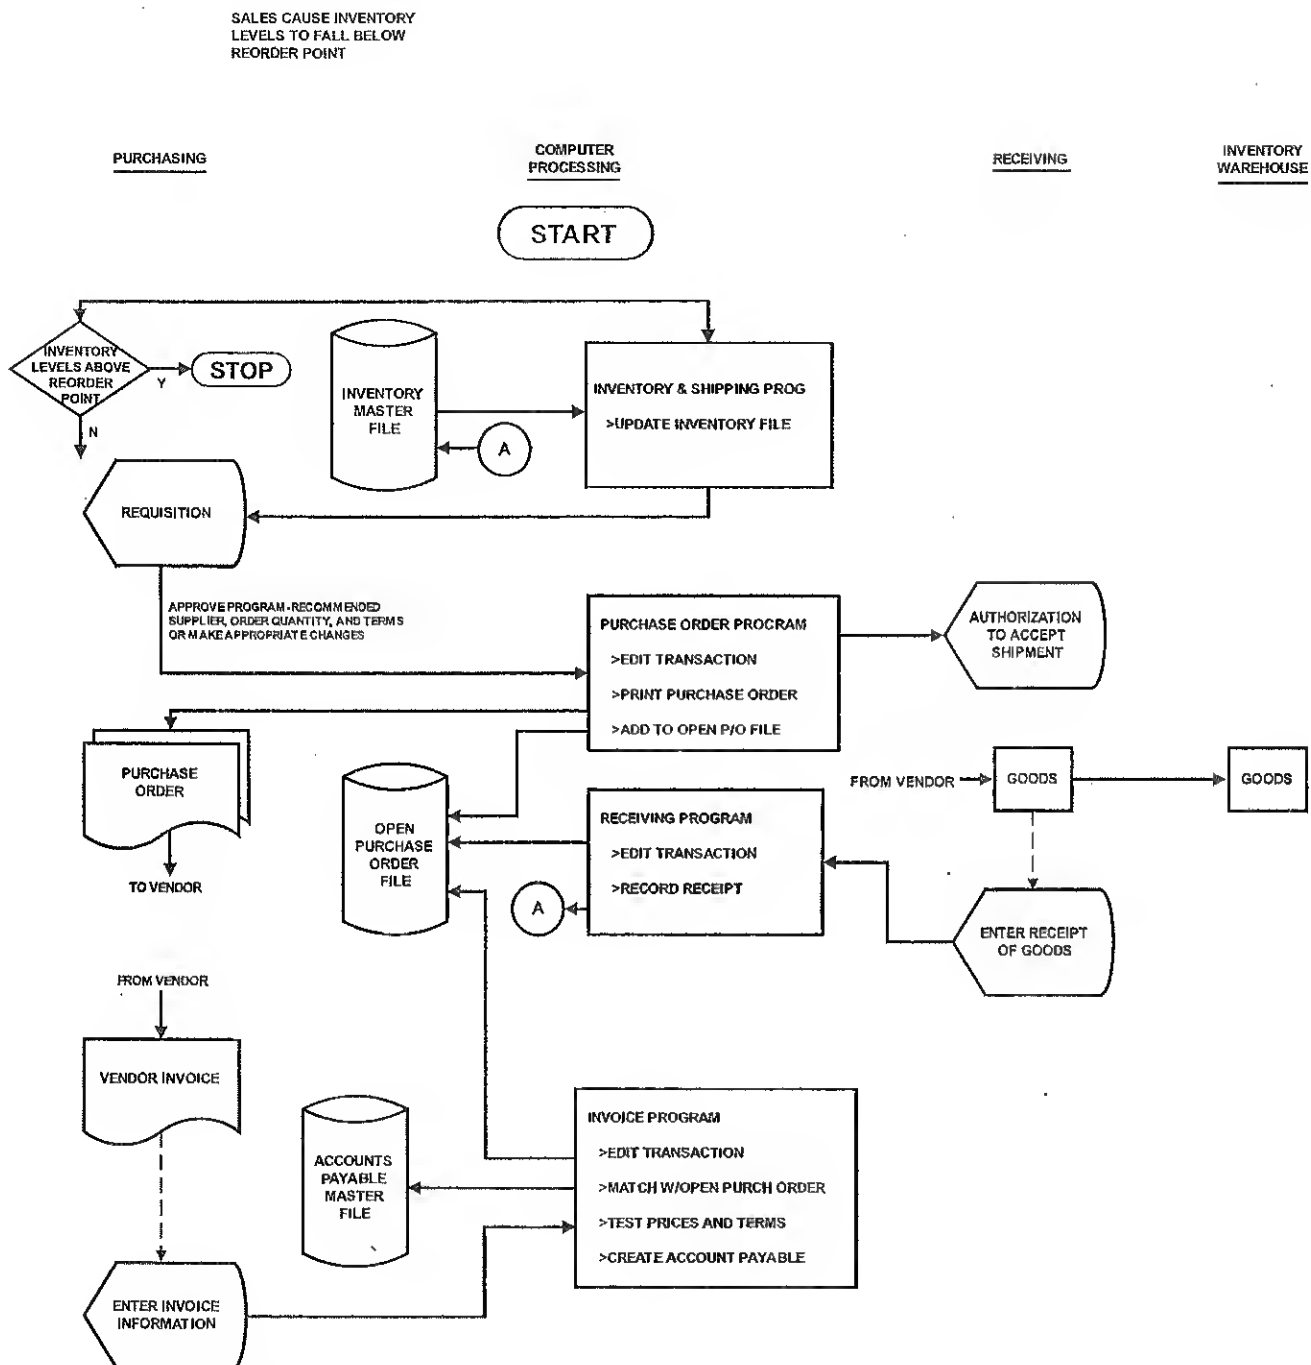 SALES CAUSE INVENTORY
LEVELS TO FALL BELOW
REORDER POINT
PURCHASING
COMPUTER
PROCESSING
RECEIVING
INVENTORY
WAREHOUSE
START
INVENTORY
LEVELS ABOVE
REORDER
POINT
Y
STOP
N
INVENTORY
MASTER
FILE
A
INVENTORY & SHIPPING PROG
>UPDATE INVENTORY FILE
REQUISITION
APPROVE PROGRAM-RECOMMENDED
SUPPLIER, ORDER QUANTITY, AND TERMS
OR MAKE APPROPRIATE CHANGES
PURCHASE ORDER PROGRAM
>EDIT TRANSACTION
>PRINT PURCHASE ORDER
>ADD TO OPEN P/O FILE
AUTHORIZATION
TO ACCEPT
SHIPMENT
PURCHASE
ORDER
TO VENDOR
OPEN
PURCHASE
ORDER
FILE
RECEIVING PROGRAM
>EDIT TRANSACTION
>RECORD RECEIPT
A
FROM VENDOR
GOODS
GOODS
ENTER RECEIPT
OF GOODS
FROM VENDOR
VENDOR INVOICE
ACCOUNTS
PAYABLE
MASTER
FILE
INVOICE PROGRAM
>EDIT TRANSACTION
>MATCH W/OPEN PURCH ORDER
>TEST PRICES AND TERMS
>CREATE ACCOUNT PAYABLE
ENTER INVOICE
INFORMATION